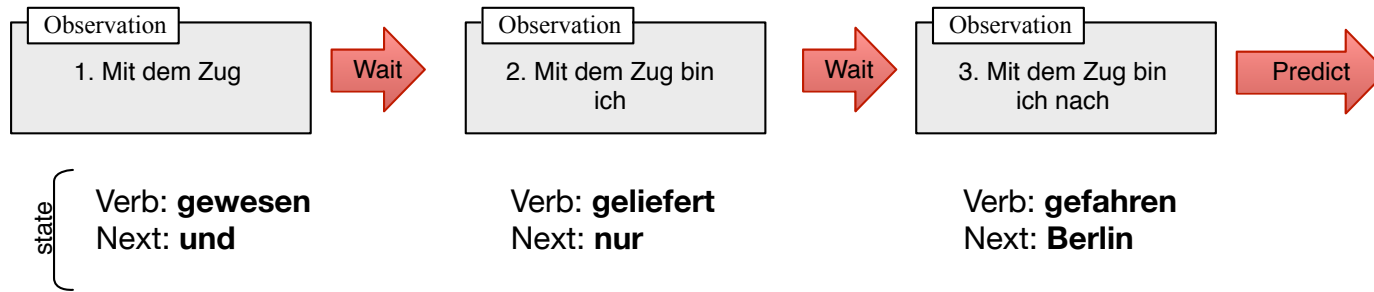 Observation
1. Mit dem Zug
Wait
Observation
2. Mit dem Zug bin
ich
Wait
Observation
3. Mit dem Zug bin
ich nach
Predict
state
Verb: gewesen
Next: und
Verb: geliefert
Next: nur
Verb: gefahren
Next: Berlin